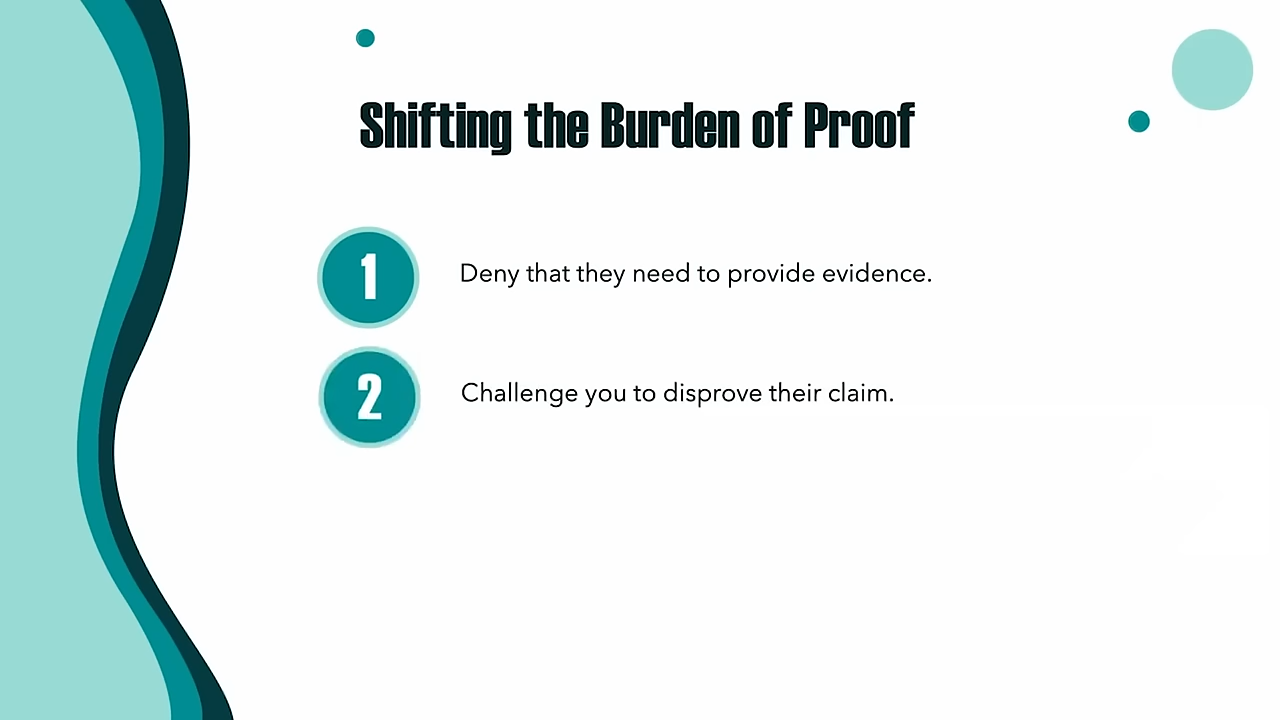 Shifting the Burden of Proof
1
Deny that they need to provide evidence.
2
Challenge you to disprove their claim.